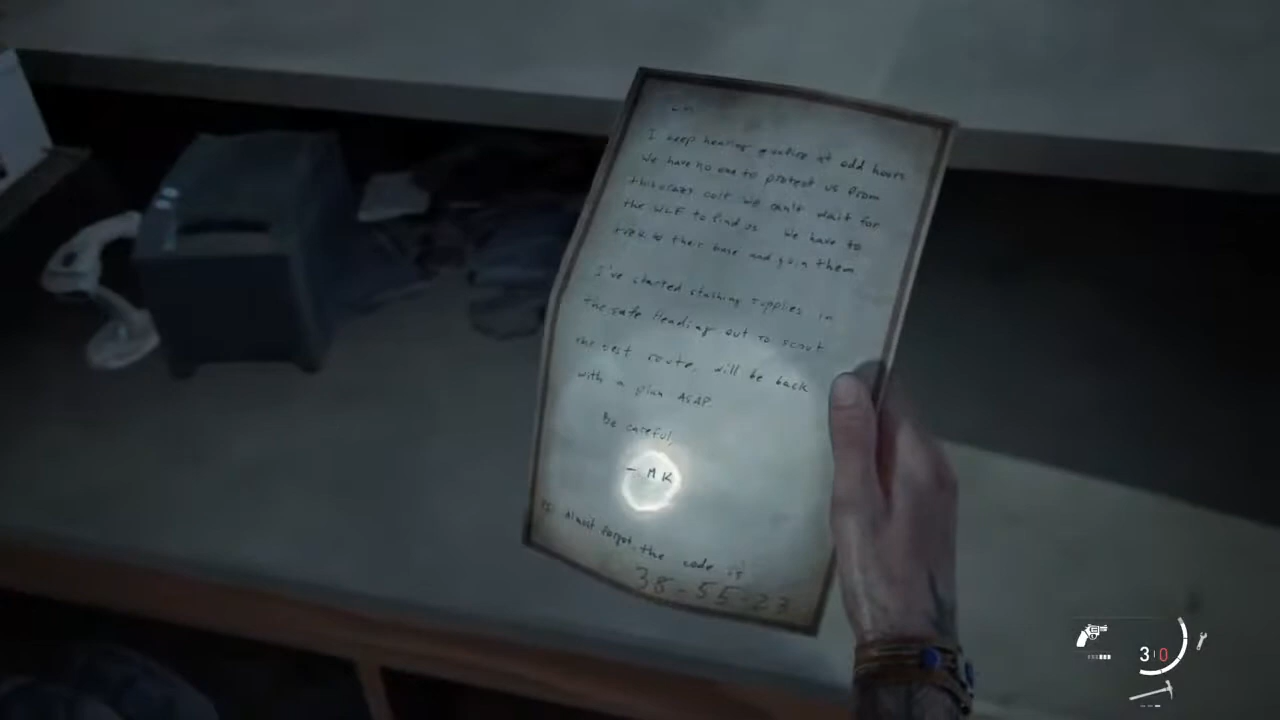 I keep hearing gunfire at odd hours
We have no one to protect us from
this crazy cult we can't wait for
the WLF to find us We have to
trek to their base and join them
I've started stashing supplies in
the safe Heading out to scout
the best route, will be back
with a plan ASAP.
Be careful,
- MK
PS Almost forgot, the code is
38-55-23
3 0